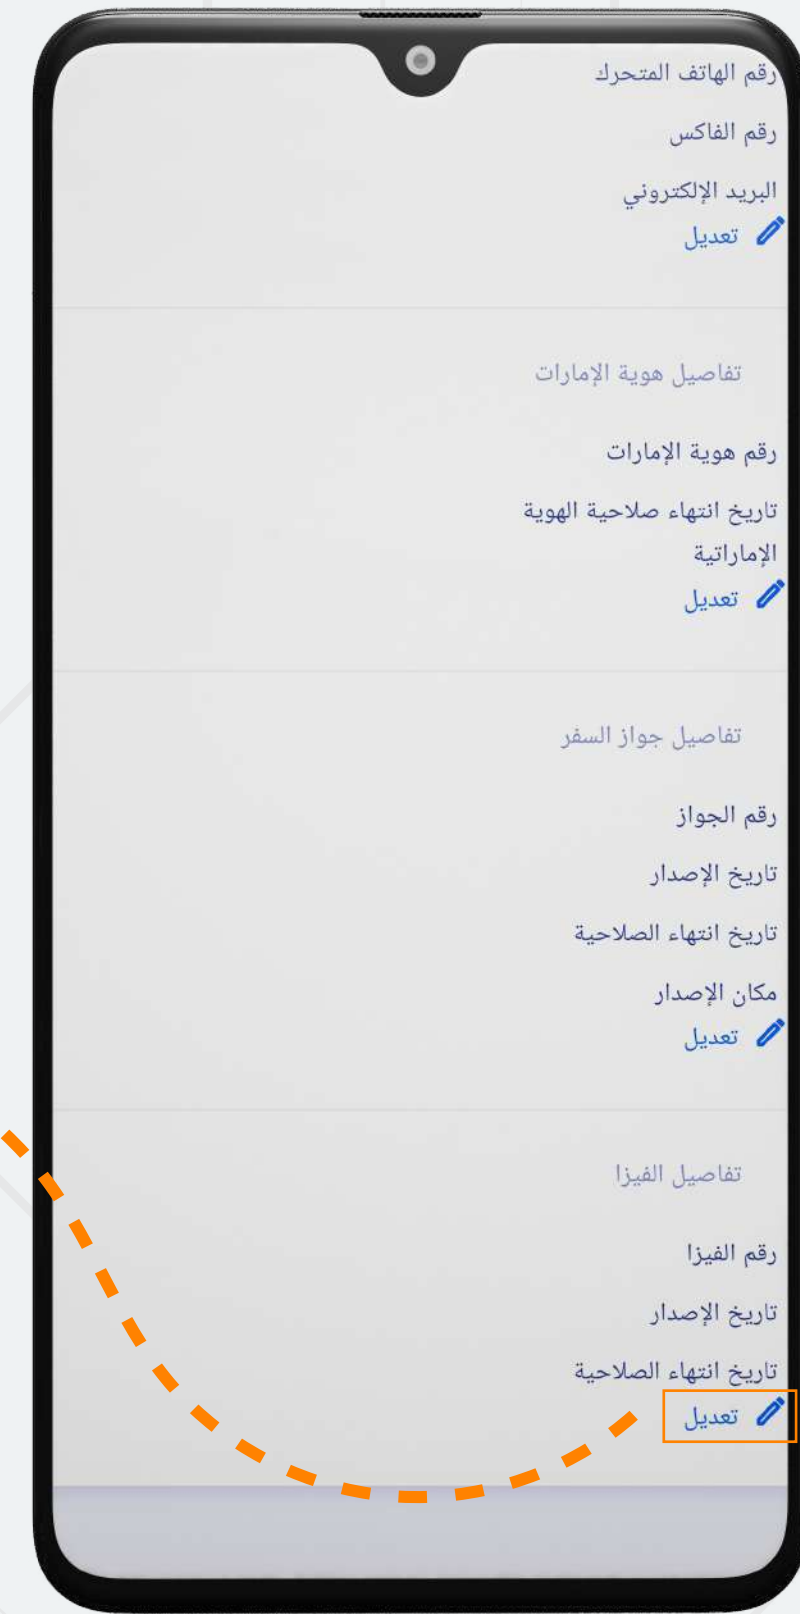 رقم الهاتف المتحرك
رقم الفاكس
البريد الإلكتروني
تعديل
تفاصيل هوية الإمارات
رقم هوية الإمارات
تاريخ انتهاء صلاحية الهوية
الإماراتية
تعديل
تفاصيل جواز السفر
رقم الجواز
تاريخ الإصدار
تاريخ انتهاء الصلاحية
مكان الإصدار
تعديل
تفاصيل الفيزا
رقم الفيزا
تاريخ الإصدار
تاريخ انتهاء الصلاحية
تعديل